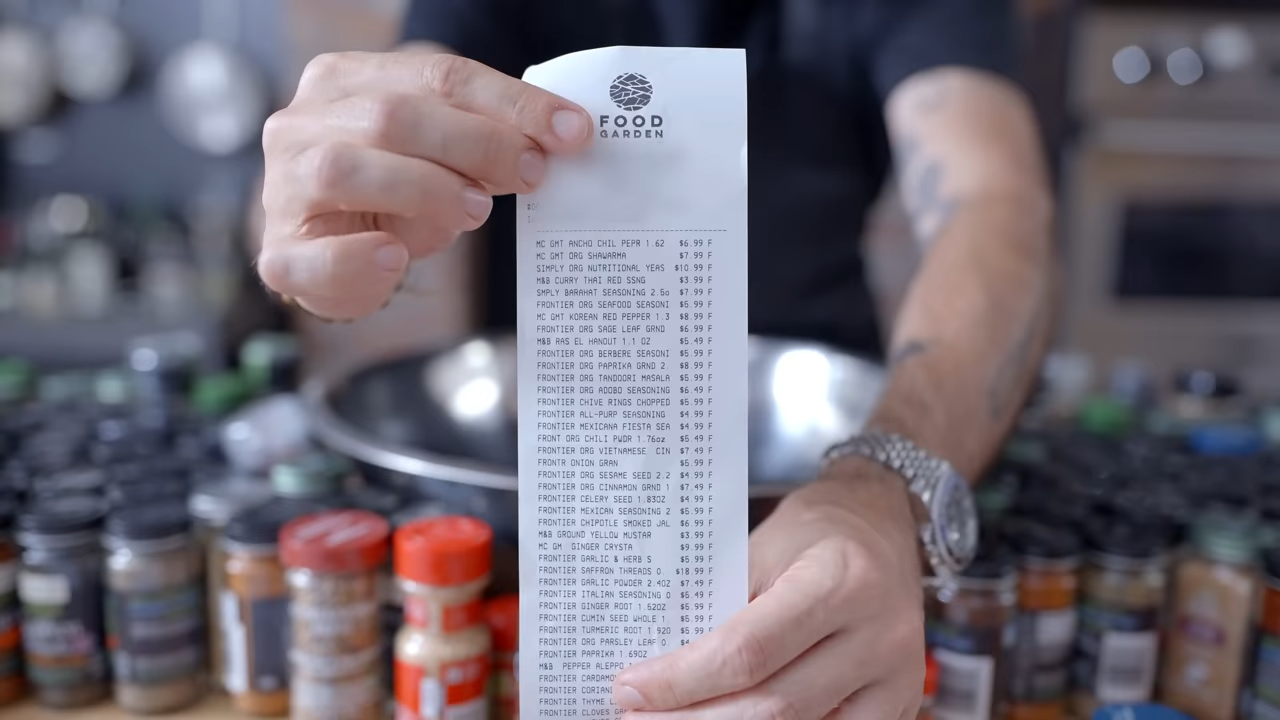 FOOD
GARDEN
MC GMT ANCHO CHIL PEPR 1.62 $6.99 F
MC GMT ORG SHAWARMA $7.99 F
SIMPLY ORG NUTRITIONAL YEAS $10.99 F
M&B CURRY THAI RED SSNG $3.99 F
SMPLY BARAHAT SEASONING 2.6o $7.99 F
FRONTIER ORG SEAFOOD SEASONI $5.99 F
MC GMT KOREAN RED PEPPER 1.3 $8.99 F
FRONTIER ORG SAGE LEAF GRND $6.99 F
M&B RAS EL HANOUT 1.1 OZ $5.49 F
FRONTIER ORG BERBERE SEASONI $5.99 F
FRONTIER ORG PAPRIKA GRND 2. $8.99 F
FRONTIER ORG TANDOORI MASALA $5.99 F
FRONTIER ORG ADOBO SEASONING $6.49 F
FRONTIER CHIVE RINGS CHOPPED $5.99 F
FRONTIER ALL-PURP SEASONING $4.99 F
FRONTIER MEXICANA FIESTA SEA $4.99 F
FRONT ORG CHILI PWDR 1.76oz $5.49 F
FRONTIER ORG VIETNAMESE CIN $7.49 F
FRONTR ONION GRAN $5.99 F
FRONTIER ORG SESAME SEED 2.2 $4.99 F
FRONTIER ORG CINNAMON GRND 1 $7.49 F
FRONTIER CELERY SEED 1.83OZ $4.99 F
FRONTIER MEXICAN SEASONING 2 $5.99 F
FRONTIER CHIPOTLE SMOKED JAL $6.99 F
M&B GROUND YELLOW MUSTAR $3.99 F
MC GM GINGER CRYSTA $9.99 F
FRONTIER GARLIC & HERB S $5.99 F
FRONTIER SAFFRON THREADS 0. $18.99 F
FRONTIER GARLIC POWDER 2.4OZ $7.49 F
FRONTIER ITALIAN SEASONING 0 $5.49 F
FRONTIER GINGER ROOT 1.52OZ $5.99 F
FRONTIER CUMIN SEED WHOLE 1. $5.99 F
FRONTIER TURMERIC ROOT 1 920 $5.99 F
FRONTIER ORG PARSLEY LEAF 0.
FRONTIER PAPRIKA 1.69OZ
M&B PEPPER ALEPPO
FRONTIER
FRONTIER
FRONTIER THYME
FRONTIER CLOVES